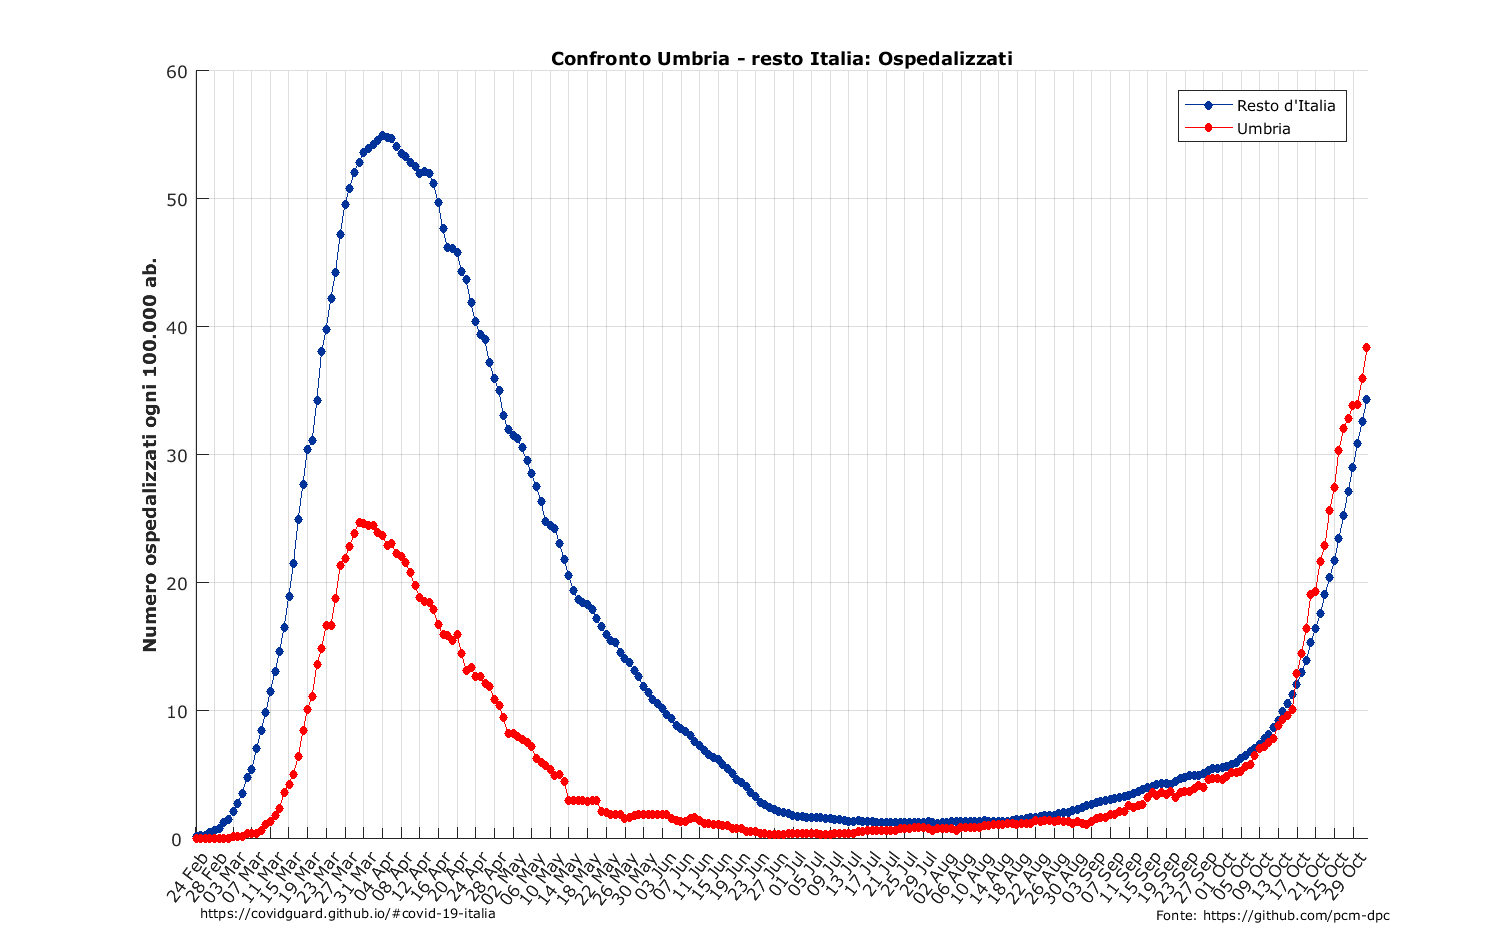 Confronto Umbria - resto Italia: Ospedalizzati
Resto d'Italia
Umbria
Numero ospedalizzati ogni 100.000 ab.
60
50
40
30
20
10
0
24 Feb
28 Feb
03 Mar
07 Mar
11 Mar
15 Mar
19 Mar
23 Mar
27 Mar
31 Mar
04 Apr
08 Apr
12 Apr
16 Apr
20 Apr
24 Apr
28 Apr
02 May
06 May
10 May
14 May
18 May
22 May
26 May
30 May
03 Jun
07 Jun
11 Jun
15 Jun
19 Jun
23 Jun
27 Jun
01 Jul
05 Jul
09 Jul
13 Jul
17 Jul
21 Jul
25 Jul
29 Jul
02 Aug
06 Aug
10 Aug
14 Aug
18 Aug
22 Aug
26 Aug
30 Aug
03 Sep
07 Sep
11 Sep
15 Sep
19 Sep
23 Sep
27 Sep
01 Oct
05 Oct
09 Oct
13 Oct
17 Oct
21 Oct
25 Oct
29 Oct
https://covidguard.github.io/#covid-19-italia
Fonte: https://github.com/pcm-dpc